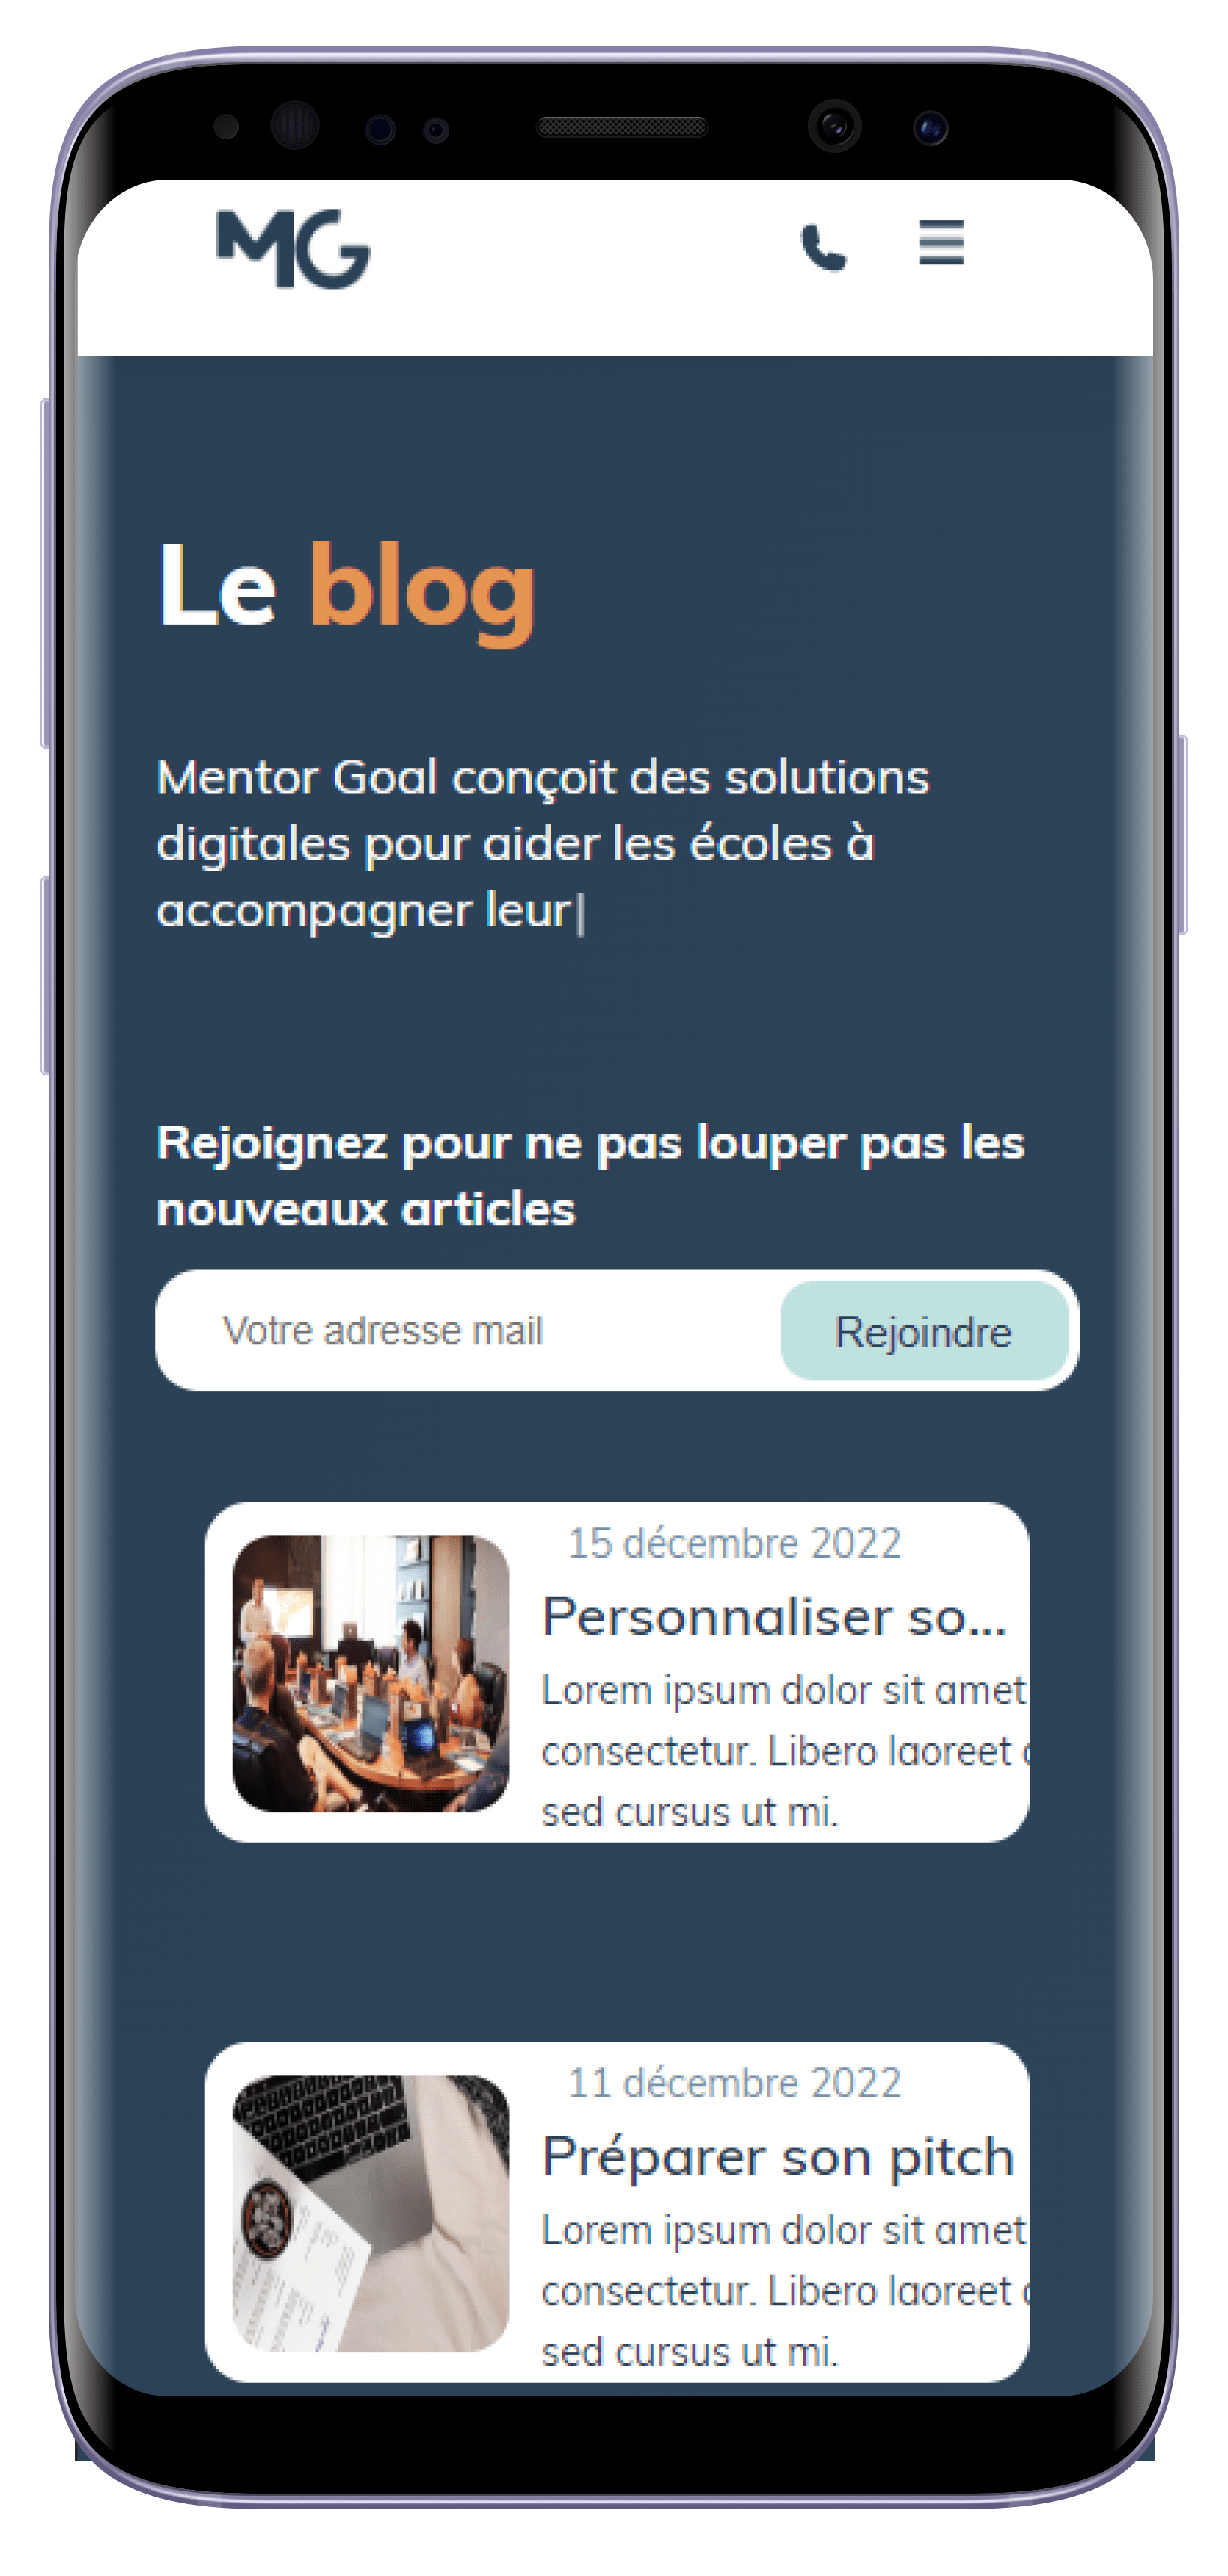 MG
Le blog
Mentor Goal conçoit des solutions
digitales pour aider les écoles à
accompagner leur|
Rejoignez pour ne pas louper pas les
nouveaux articles
Votre adresse mail
Rejoindre
15 décembre 2022
Personnaliser so...
Lorem ipsum dolor sit amet
consectetur. Libero laoreet
sed cursus ut mi.
11 décembre 2022
Préparer son pitch
Lorem ipsum dolor sit amet
consectetur. Libero laoreet
sed cursus ut mi.